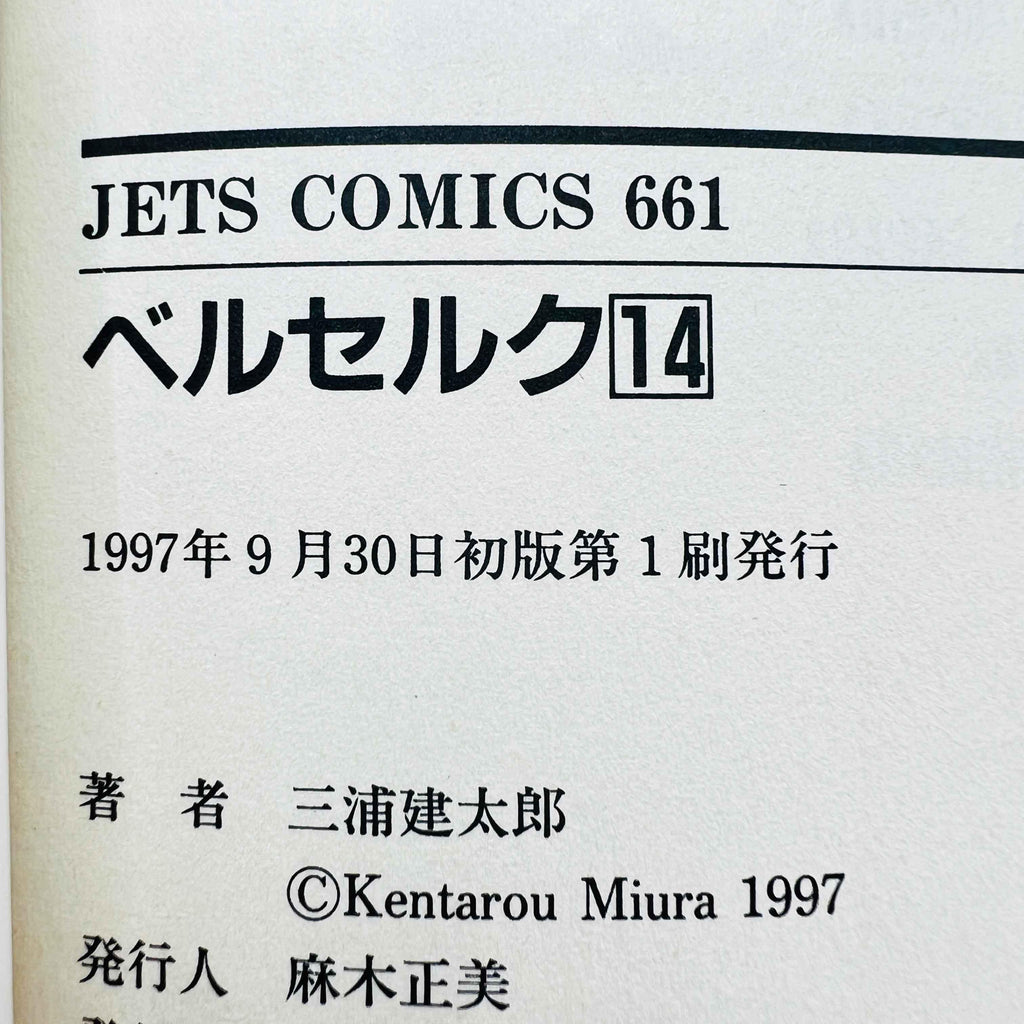 JETS COMICS 661
ベルセルク14
1997年9月30日初版第1刷発行
著 者 三浦建太郎
©Kentarou Miura 1997
発行人 麻木正美